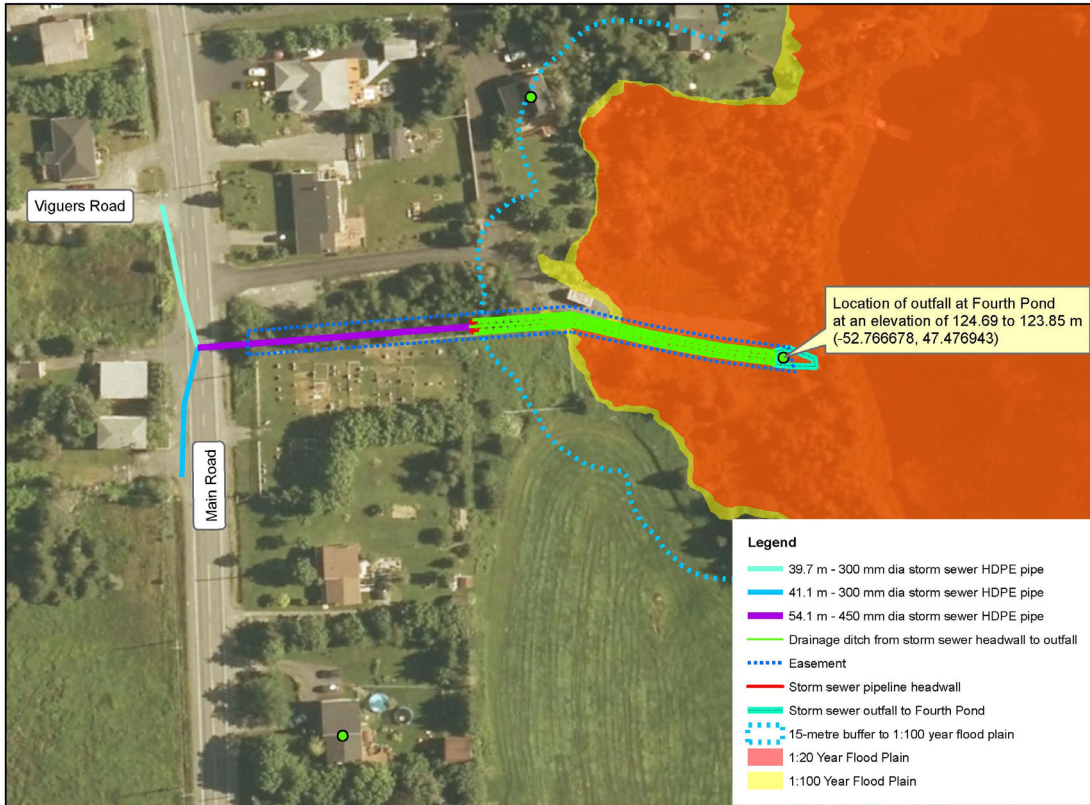 Viguers Road
Main Road
Location of outfall at Fourth Pond
at an elevation of 124.69 to 123.85 m
(-52.766678, 47.476943)
Legend
39.7 m - 300 mm dia storm sewer HDPE pipe
41.1 m - 300 mm dia storm sewer HDPE pipe
54.1 m - 450 mm dia storm sewer HDPE pipe
Drainage ditch from storm sewer headwall to outfall
Easement
Storm sewer pipeline headwall
Storm sewer outfall to Fourth Pond
15-metre buffer to 1:100 year flood plain
1:20 Year Flood Plain
1:100 Year Flood Plain